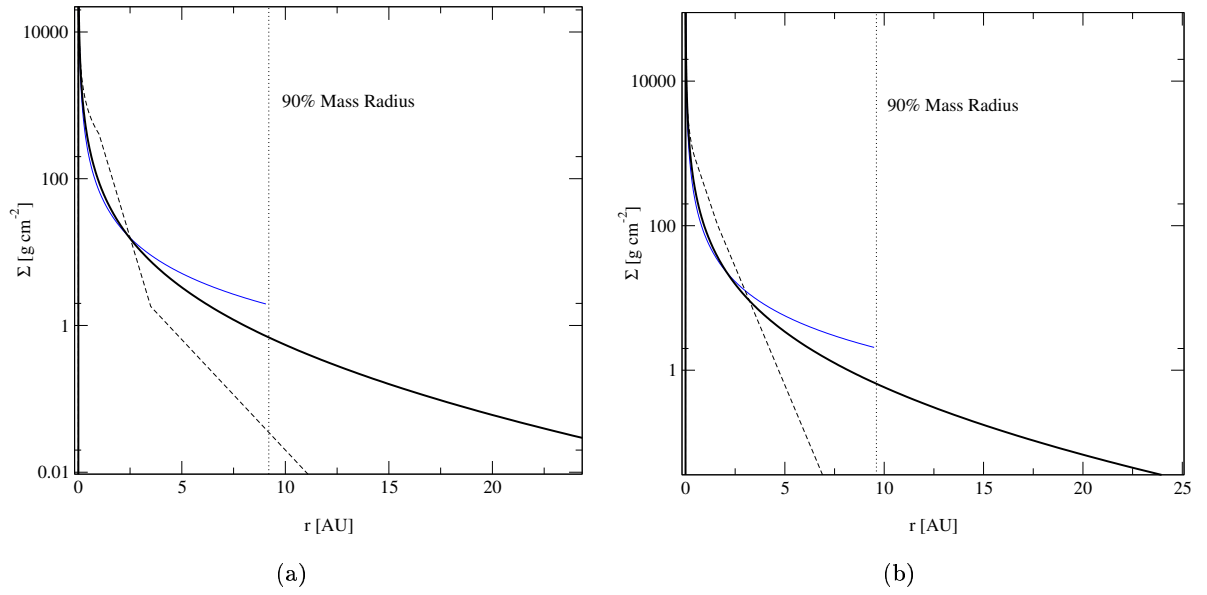 10000
100
1
0.01
Σ [g cm⁻²]
90% Mass Radius
0 5 10 15 20
r [AU]
(a)
10000
100
1
Σ [g cm⁻²]
90% Mass Radius
0 5 10 15 20 25
r [AU]
(b)